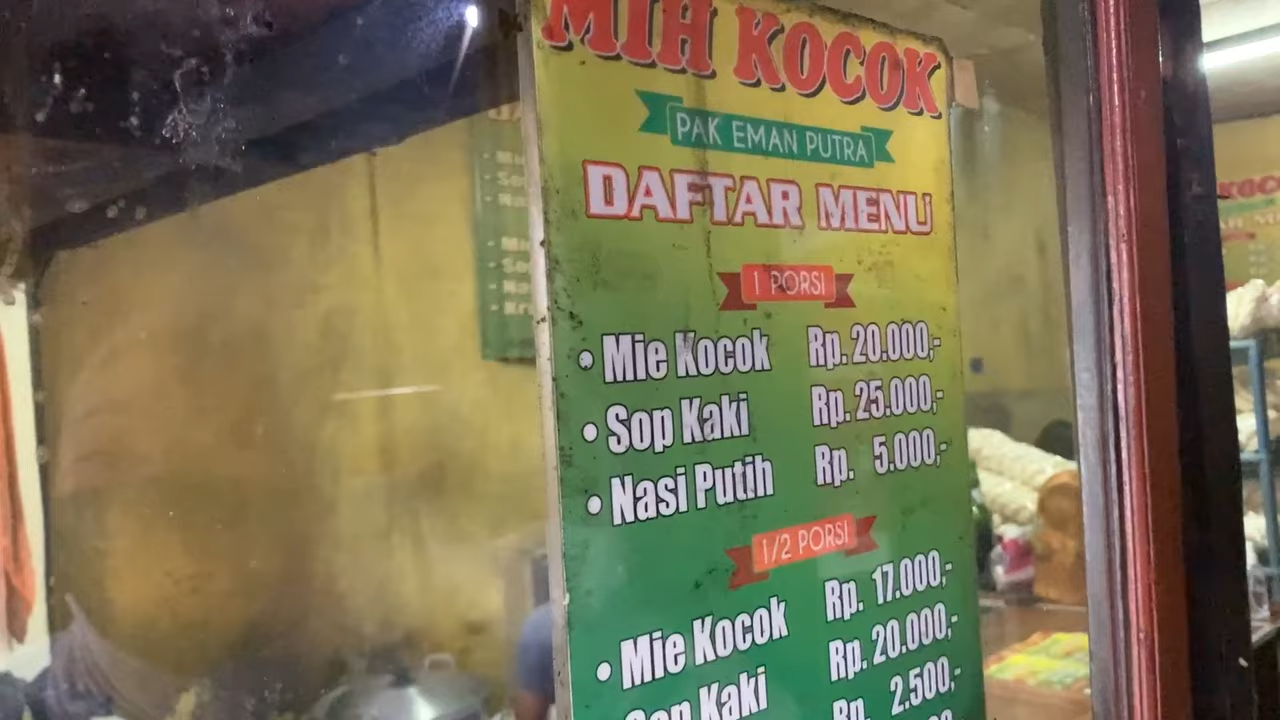 MIH KOCOK
PAK EMAN PUTRA
DAFTAR MENU
1 PORSI
• Mie Kocok Rp. 20.000,-
• Sop Kaki Rp. 25.000,-
• Nasi Putih Rp. 5.000,-
1/2 PORSI
• Mie Kocok Rp. 17.000,-
Sop Kaki Rp. 20.000,-
Rp. 2.500,-